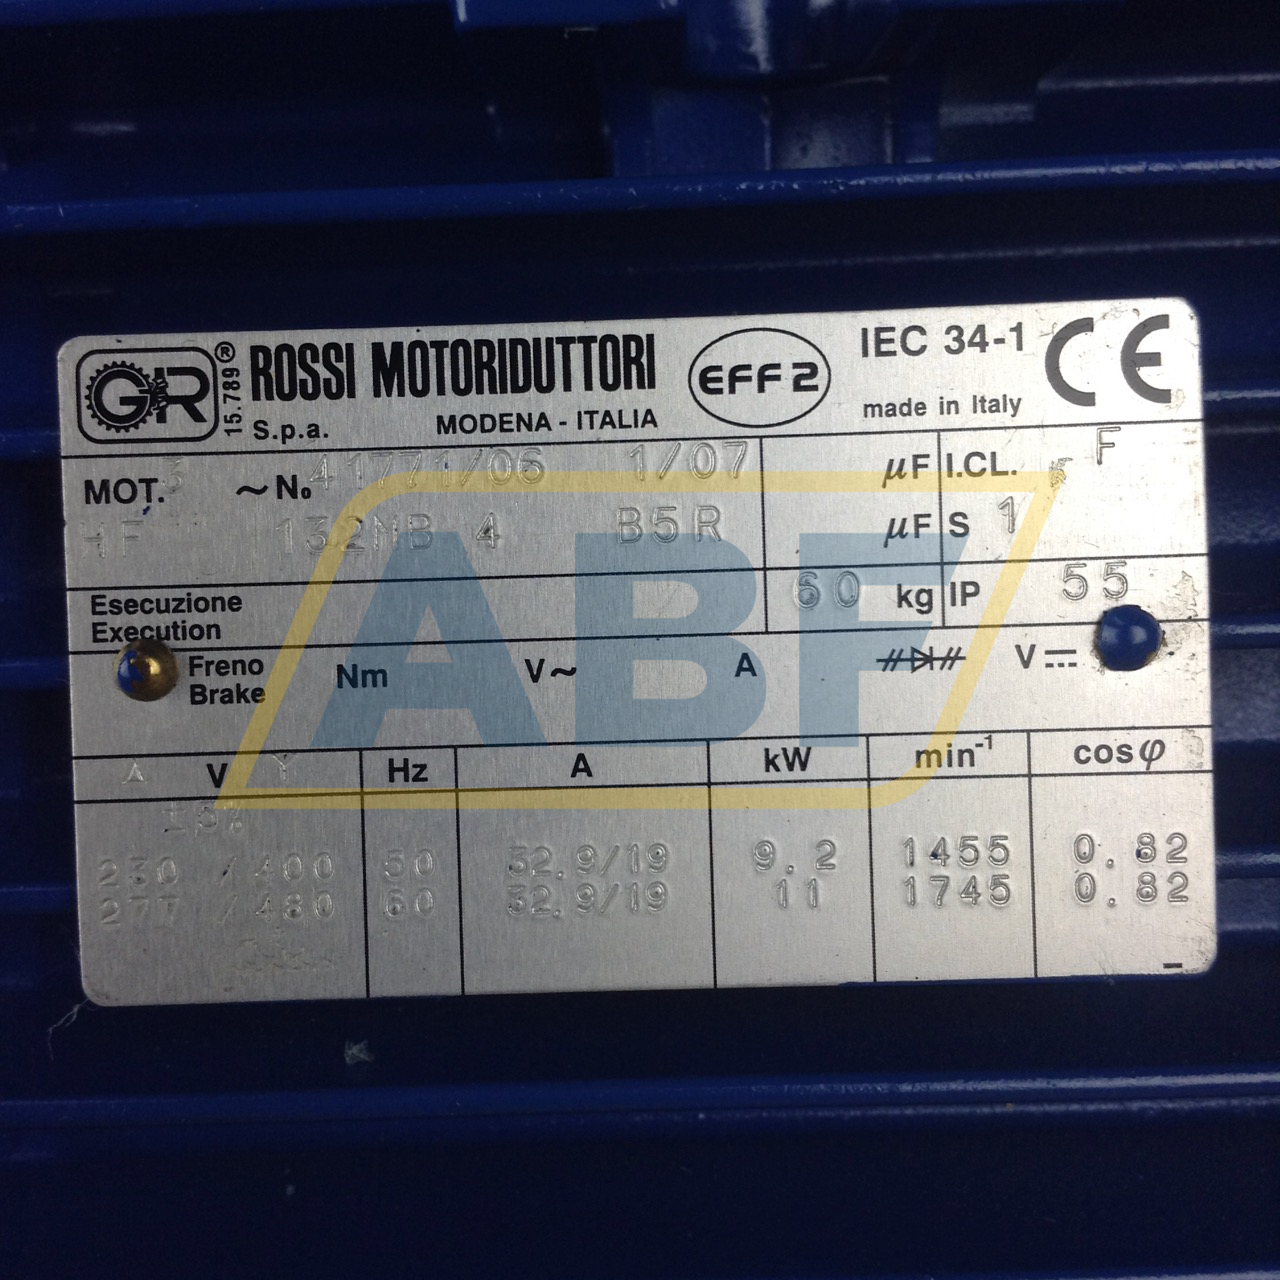 GR ® 15.789 ROSSI MOTORIDUTTORI EFF 2 IEC 34-1 CE
S.p.a. MODENA - ITALIA made in Italy
MOT. 3 ~ No 41771/06 1/07 µF I.CL. F
HF 132MB 4 B5R µF S 1
Esecuzione
Execution 60 kg IP 55
Freno
Brake Nm V~ A V
ABF
V Y Hz A kW min-1 cosφ
±5%
230 / 400 50 32.9/19 9.2 1455 0.82
277 / 480 60 32.9/19 11 1745 0.82